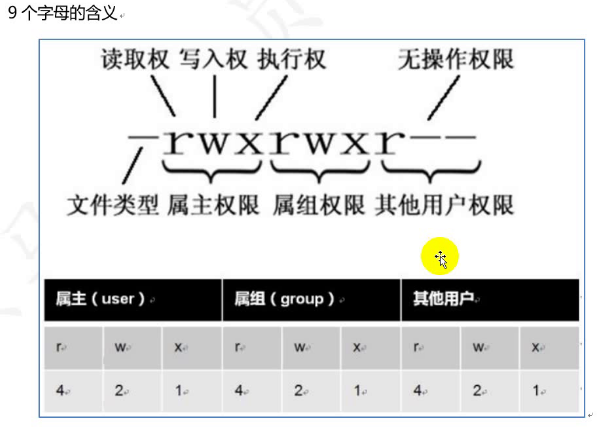 9 个字母的含义
读取权 写入权 执行权 无操作权限
-rwxrwxr--
文件类型 属主权限 属组权限 其他用户权限
属主（user） 属组（group） 其他用户
r w x r w x r w x
4 2 1 4 2 1 4 2 1